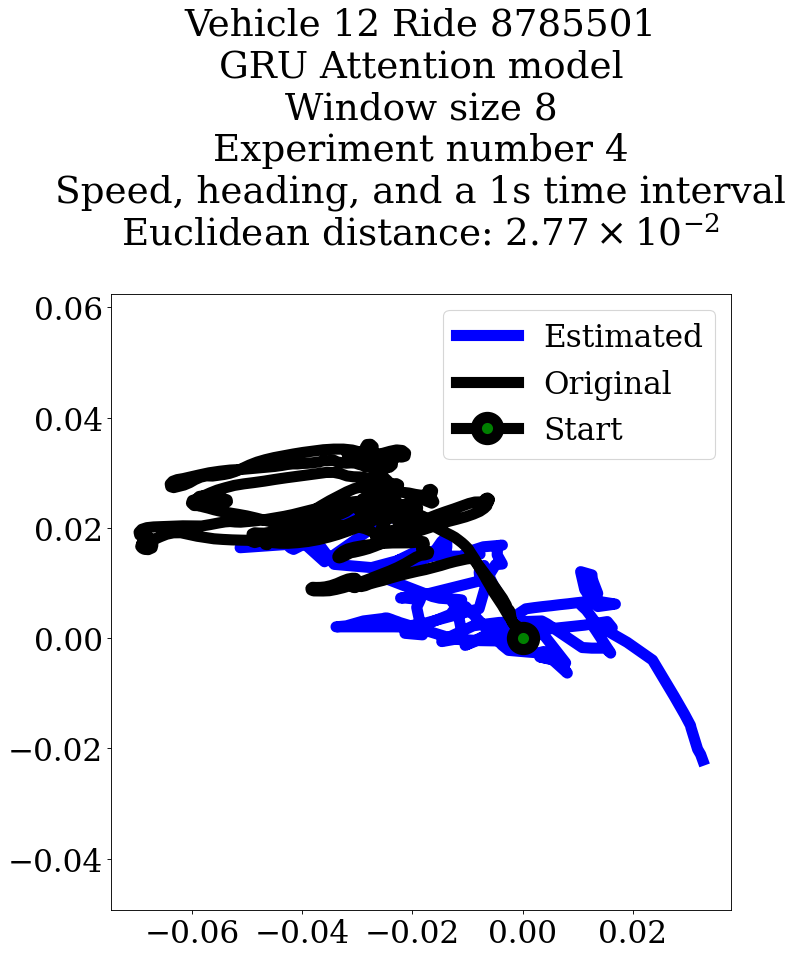 Vehicle 12 Ride 8785501
GRU Attention model
Window size 8
Experiment number 4
Speed, heading, and a 1s time interval
Euclidean distance: 2.77 × 10⁻²
0.06
0.04
0.02
0.00
−0.02
−0.04
Estimated
Original
Start
−0.06 −0.04 −0.02 0.00 0.02